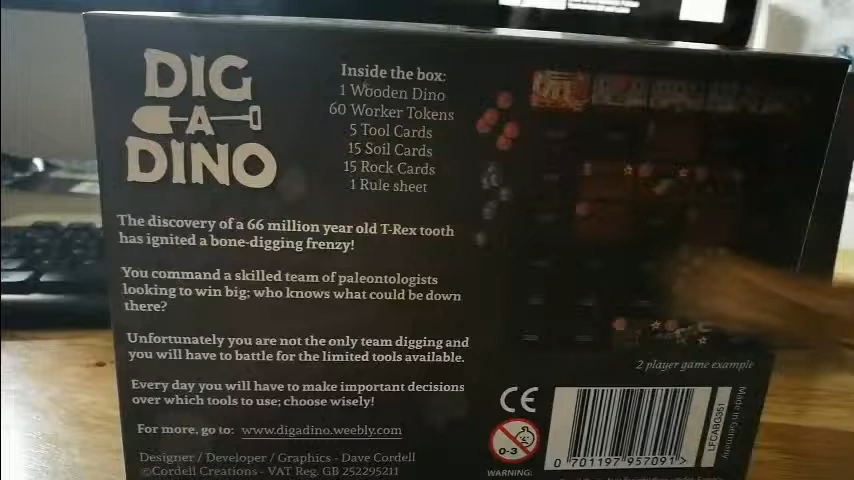 DIG
A
DINO
Inside the box:
1 Wooden Dino
60 Worker Tokens
5 Tool Cards
15 Soil Cards
15 Rock Cards
1 Rule sheet
The discovery of a 66 million year old T-Rex tooth
has ignited a bone-digging frenzy!
You command a skilled team of paleontologists
looking to win big; who knows what could be down
there?
Unfortunately you are not the only team digging and
you will have to battle for the limited tools available.
Every day you will have to make important decisions
over which tools to use; choose wisely!
For more, go to: www.digadino.weebly.com
Designer / Developer / Graphics - Dave Cordell
©Cordell Creations - VAT Reg. GB 252295211
2 player game example
CE
0-3
WARNING:
0 701197 957091 >
LFCABG951
Made in Germany